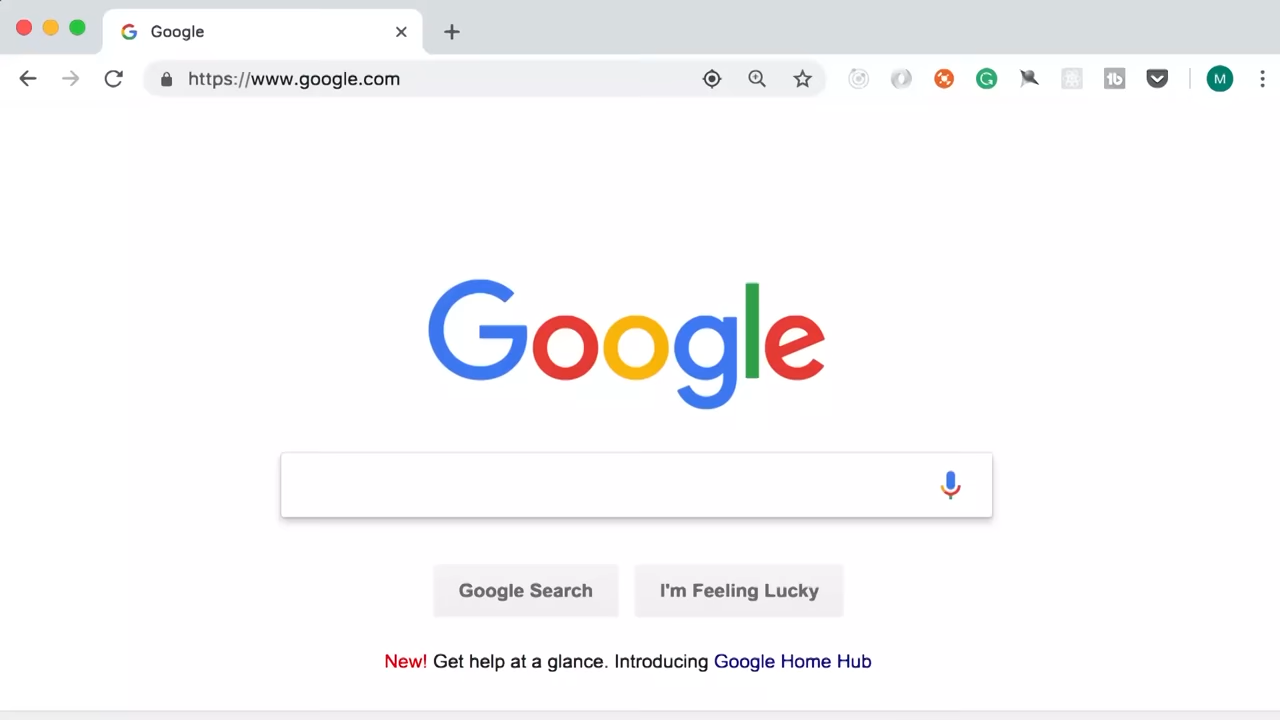 Google
https://www.google.com
M
Google
Google Search
I'm Feeling Lucky
New! Get help at a glance. Introducing Google Home Hub